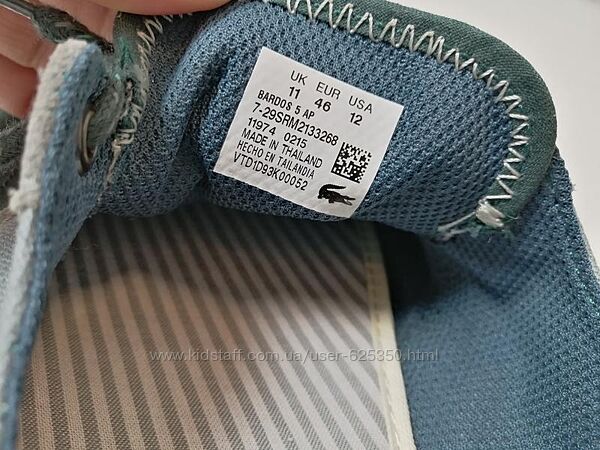 UK EUR USA
11 46 12
BARDOS 5 AP
7-29SRM2133268
11974 0215
MADE IN THAILAND
HECHO EN TAILANDIA
VTD1D93K00052
www.kidstaff.com.ua/user-625350.html